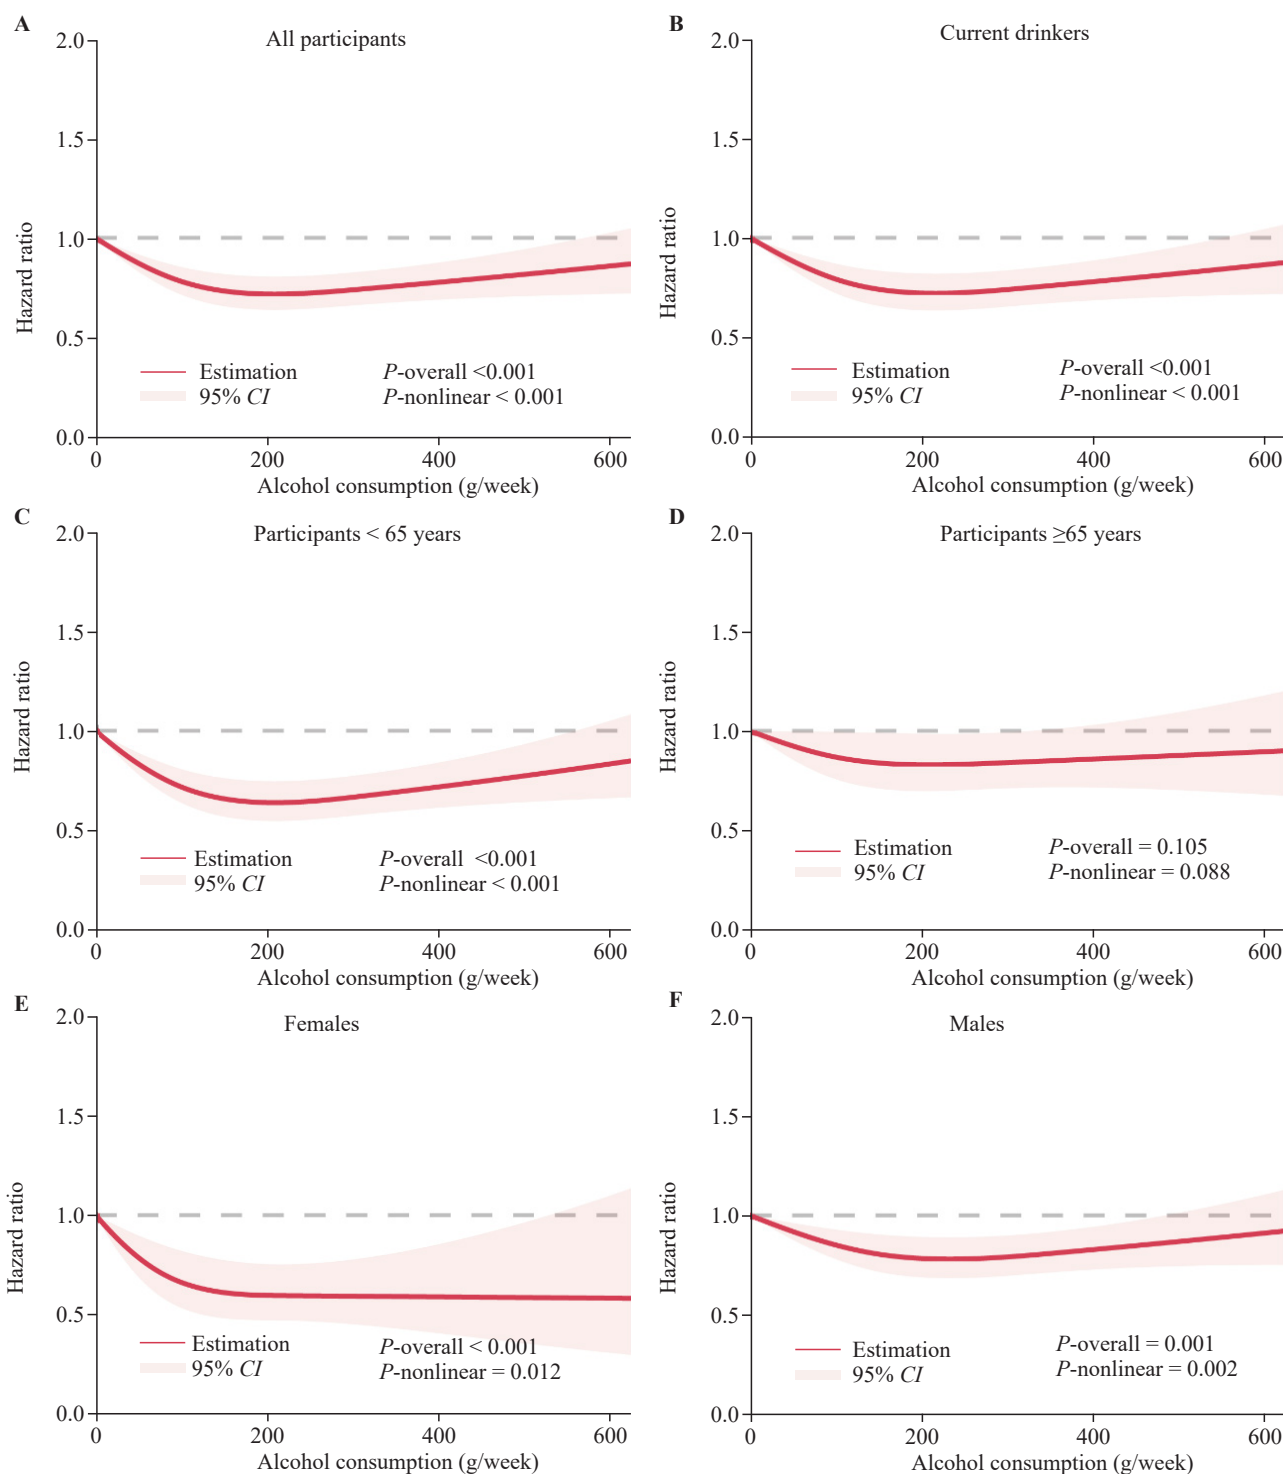 A
All participants
2.0
1.5
1.0
0.5
0.0
Hazard ratio
Estimation
95% CI
P-overall <0.001
P-nonlinear < 0.001
0 200 400 600
Alcohol consumption (g/week)
B
Current drinkers
2.0
1.5
1.0
0.5
0.0
Hazard ratio
Estimation
95% CI
P-overall <0.001
P-nonlinear < 0.001
0 200 400 600
Alcohol consumption (g/week)
C
Participants < 65 years
2.0
1.5
1.0
0.5
0.0
Hazard ratio
Estimation
95% CI
P-overall <0.001
P-nonlinear < 0.001
0 200 400 600
Alcohol consumption (g/week)
D
Participants ≥65 years
2.0
1.5
1.0
0.5
0.0
Hazard ratio
Estimation
95% CI
P-overall = 0.105
P-nonlinear = 0.088
0 200 400 600
Alcohol consumption (g/week)
E
Females
2.0
1.5
1.0
0.5
0.0
Hazard ratio
Estimation
95% CI
P-overall < 0.001
P-nonlinear = 0.012
0 200 400 600
Alcohol consumption (g/week)
F
Males
2.0
1.5
1.0
0.5
0.0
Hazard ratio
Estimation
95% CI
P-overall = 0.001
P-nonlinear = 0.002
0 200 400 600
Alcohol consumption (g/week)